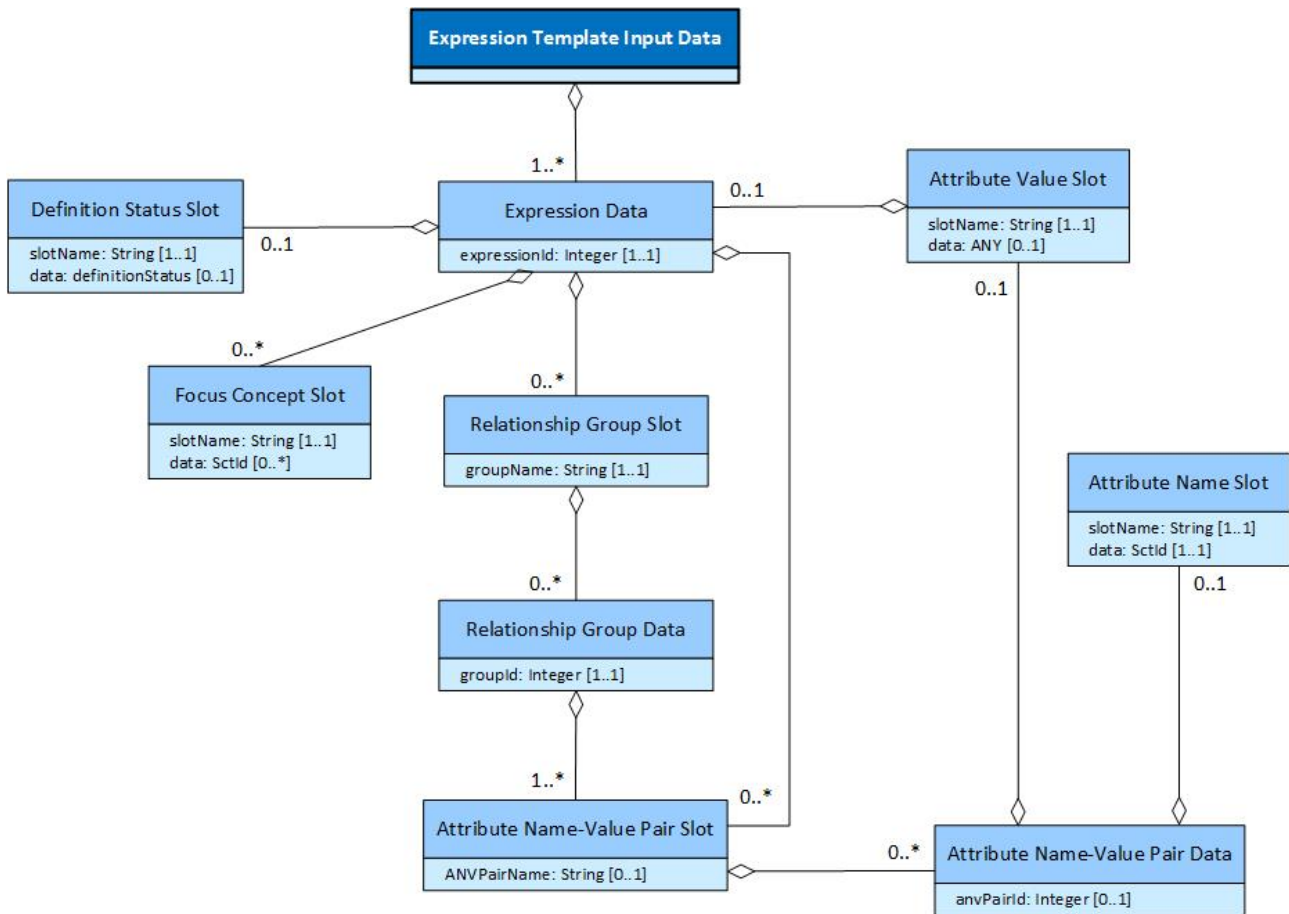 Expression Template Input Data
1..*
Expression Data
expressionId: Integer [1..1]
0..1
Attribute Value Slot
slotName: String [1..1]
data: ANY [0..1]
0..1
Definition Status Slot
slotName: String [1..1]
data: definitionStatus [0..1]
0..1
0..*
Focus Concept Slot
slotName: String [1..1]
data: SctId [0..*]
0..*
Relationship Group Slot
groupName: String [1..1]
Attribute Name Slot
slotName: String [1..1]
data: SctId [1..1]
0..1
0..*
Relationship Group Data
groupId: Integer [1..1]
1..*
0..*
Attribute Name-Value Pair Slot
ANVPairName: String [0..1]
0..*
Attribute Name-Value Pair Data
anvPairId: Integer [0..1]